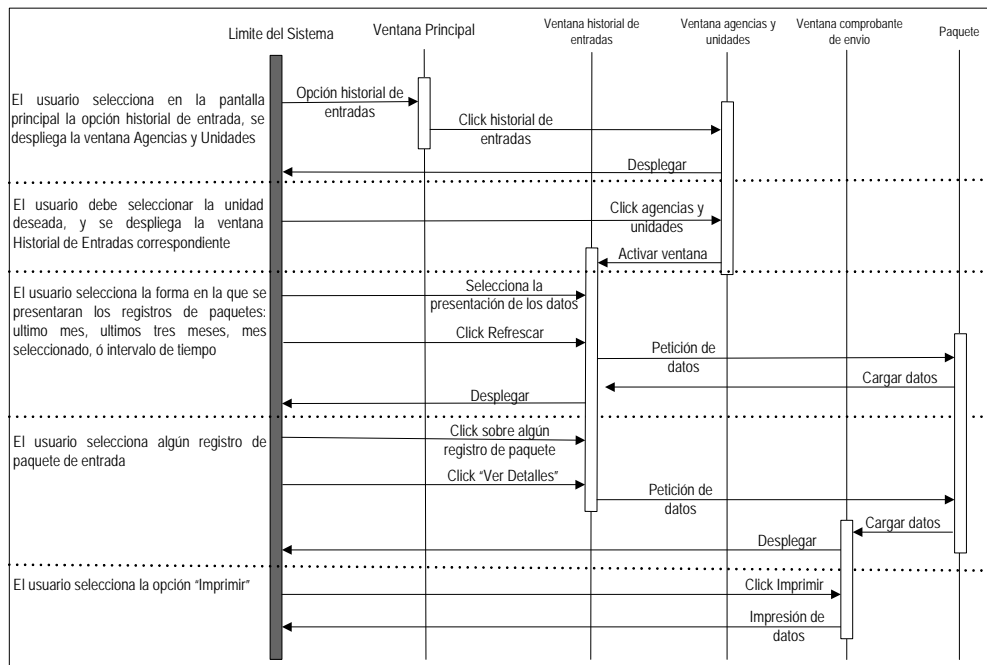 Limite del Sistema
Ventana Principal
Ventana historial de
entradas
Ventana agencias y
unidades
Ventana comprobante
de envio
Paquete
El usuario selecciona en la pantalla
principal la opción historial de entrada, se
despliega la ventana Agencias y Unidades
Opción historial de
entradas
Click historial de
entradas
Desplegar
El usuario debe seleccionar la unidad
deseada, y se despliega la ventana
Historial de Entradas correspondiente
Click agencias y
unidades
Activar ventana
El usuario selecciona la forma en la que se
presentaran los registros de paquetes:
ultimo mes, ultimos tres meses, mes
seleccionado, ó intervalo de tiempo
Selecciona la
presentación de los datos
Click Refrescar
Petición de
datos
Cargar datos
Desplegar
El usuario selecciona algún registro de
paquete de entrada
Click sobre algún
registro de paquete
Click “Ver Detalles”
Petición de
datos
Cargar datos
Desplegar
El usuario selecciona la opción “Imprimir”
Click Imprimir
Impresión de
datos